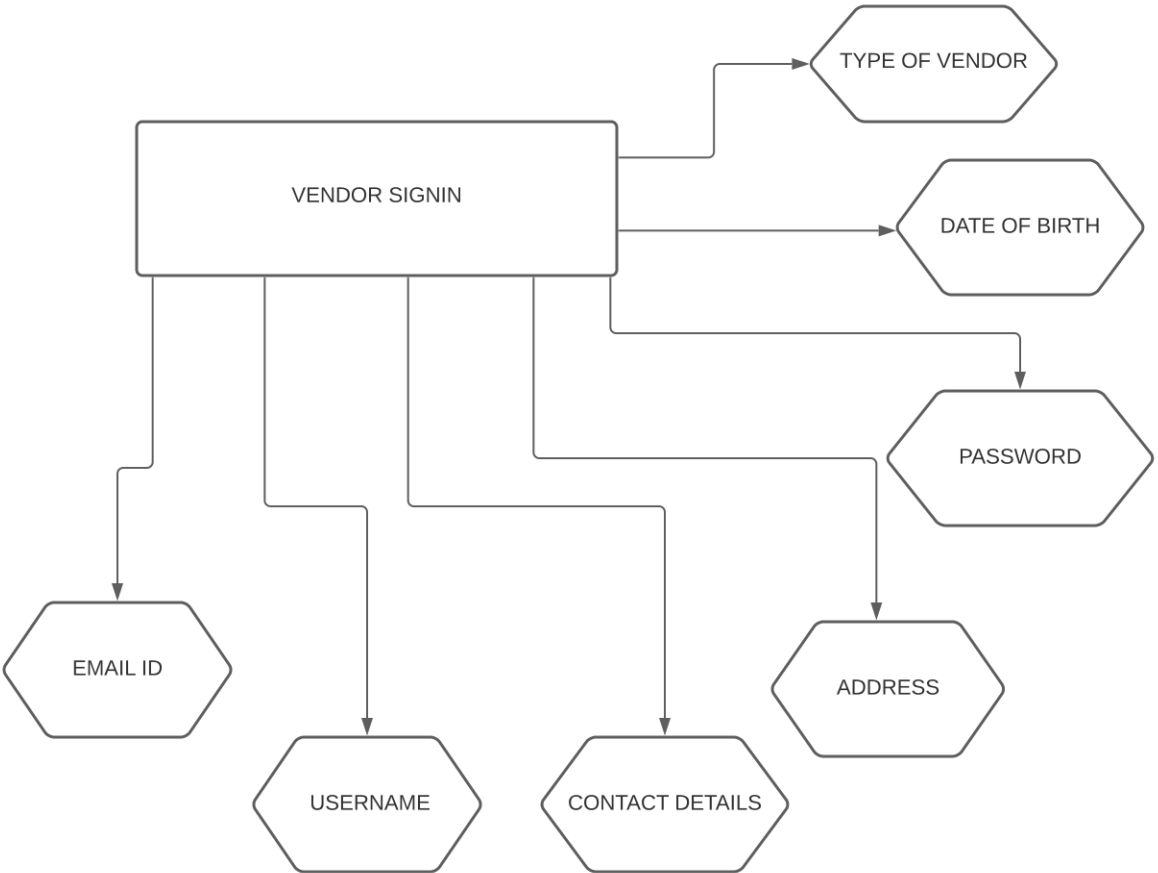 TYPE OF VENDOR
VENDOR SIGNIN
DATE OF BIRTH
PASSWORD
EMAIL ID
ADDRESS
USERNAME
CONTACT DETAILS